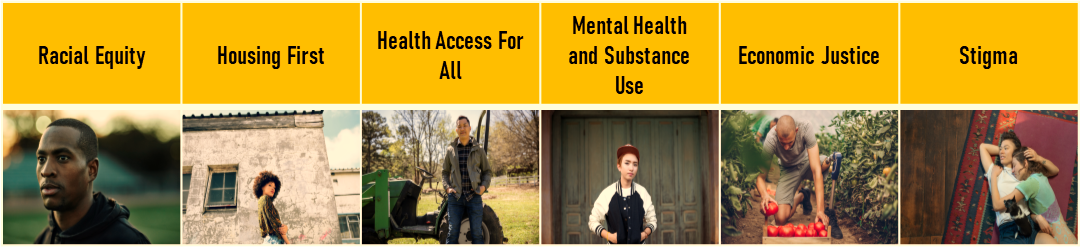 Racial Equity
Housing First
Health Access For
All
Mental Health
and Substance
Use
Economic Justice
Stigma